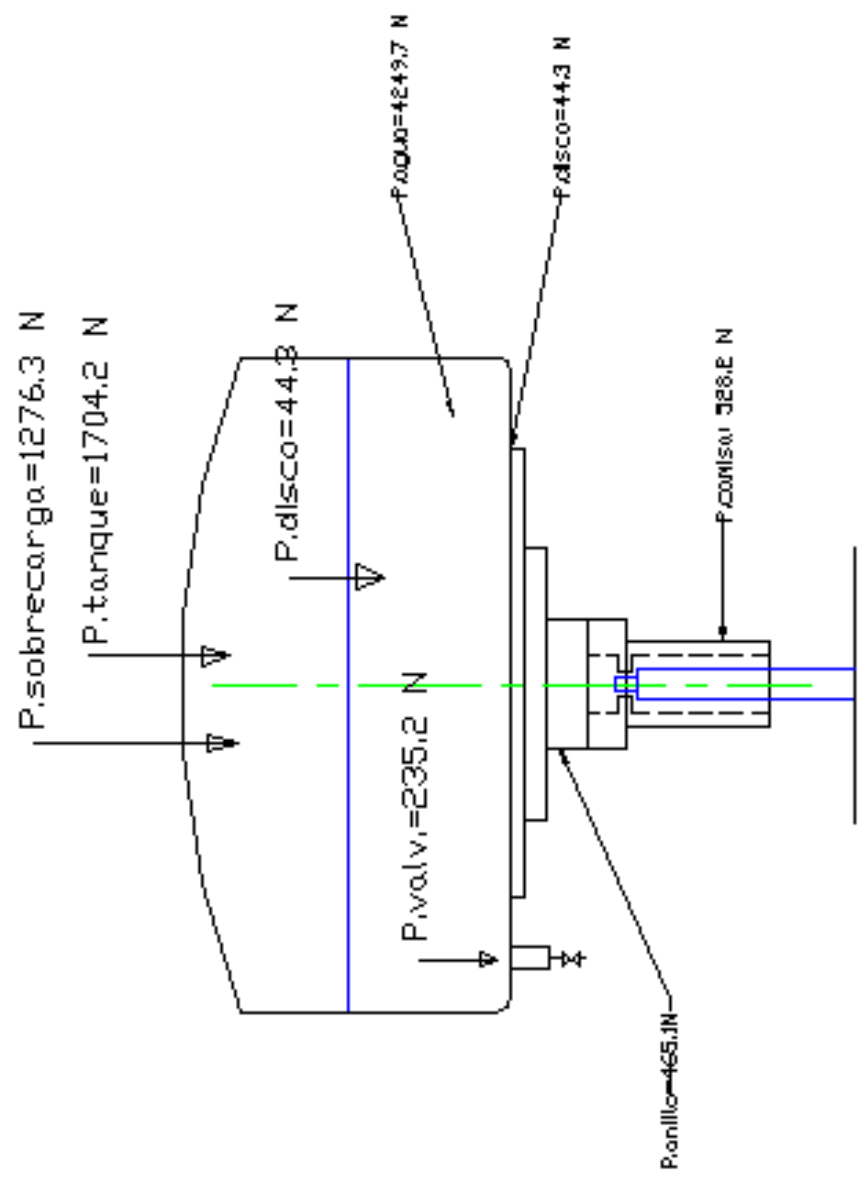 P.sobrecarga=1276.3 N
P.tanque=1704.2 N
P.disco=44.3 N
P.agua=4249.7 N
P.valv.=235.2 N
P.disco=44.3 N
P.anillo=465.1N
P.camisa= 328.2 N